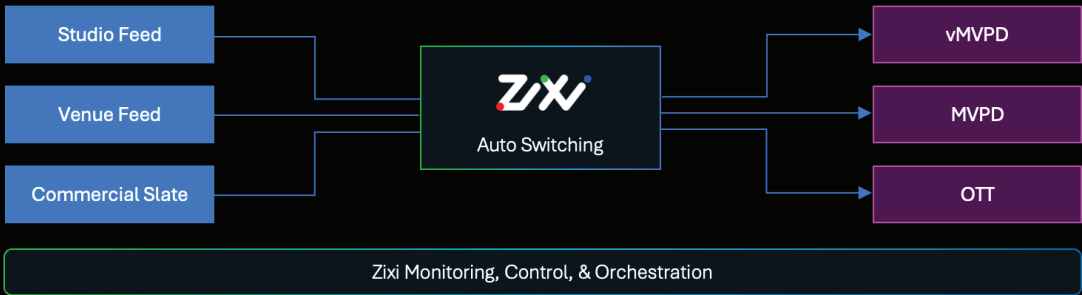 Studio Feed
vMVPD
ZiXi
Venue Feed
MVPD
Auto Switching
Commercial Slate
OTT
Zixi Monitoring, Control, & Orchestration